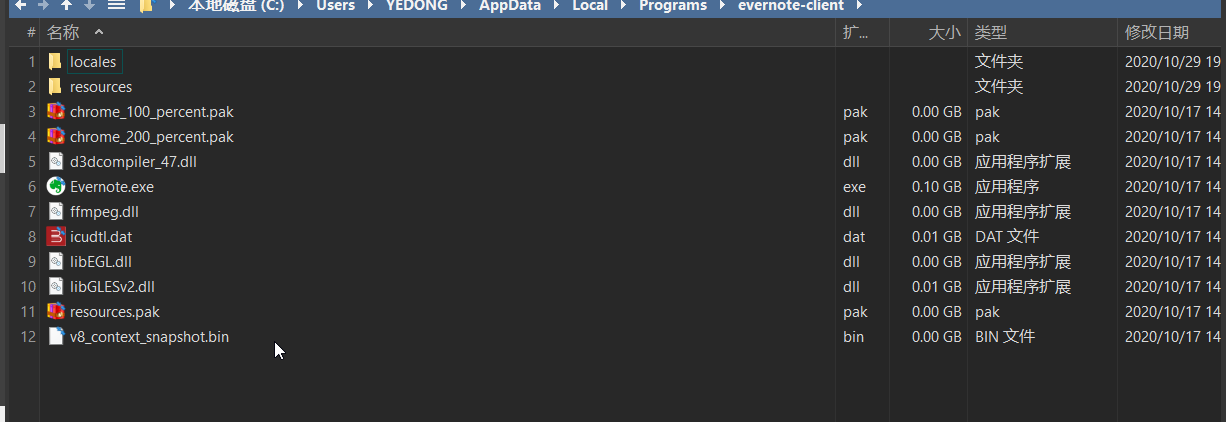 本地磁盘 (C:) Users YEDONG AppData Local Programs evernote-client
# 名称 扩... 大小 类型 修改日期
1 locales 文件夹 2020/10/29 19
2 resources 文件夹 2020/10/29 19
3 chrome_100_percent.pak pak 0.00 GB pak 2020/10/17 14
4 chrome_200_percent.pak pak 0.00 GB pak 2020/10/17 14
5 d3dcompiler_47.dll dll 0.00 GB 应用程序扩展 2020/10/17 14
6 Evernote.exe exe 0.10 GB 应用程序 2020/10/17 14
7 ffmpeg.dll dll 0.00 GB 应用程序扩展 2020/10/17 14
8 icudtl.dat dat 0.01 GB DAT 文件 2020/10/17 14
9 libEGL.dll dll 0.00 GB 应用程序扩展 2020/10/17 14
10 libGLESv2.dll dll 0.01 GB 应用程序扩展 2020/10/17 14
11 resources.pak pak 0.00 GB pak 2020/10/17 14
12 v8_context_snapshot.bin bin 0.00 GB BIN 文件 2020/10/17 14